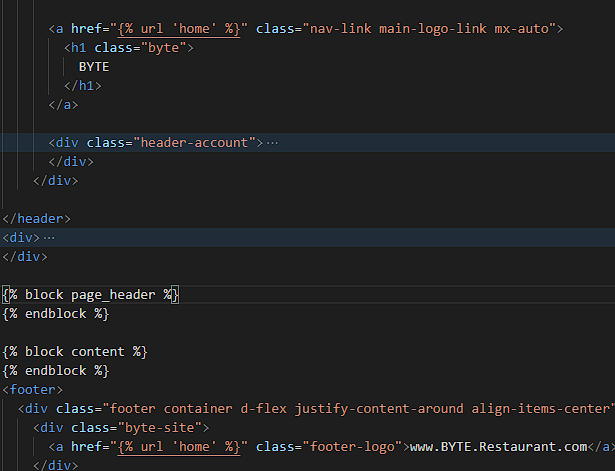 <a href="{% url 'home' %}" class="nav-link main-logo-link mx-auto">
<h1 class="byte">
BYTE
</h1>
</a>
<div class="header-account">⋯
</div>
</div>
</header>
<div>⋯
</div>
{% block page_header %}
{% endblock %}
{% block content %}
{% endblock %}
<footer>
<div class="footer container d-flex justify-content-around align-items-center"
<div class="byte-site">
<a href="{% url 'home' %}" class="footer-logo">www.BYTE.Restaurant.com</a>
</div>